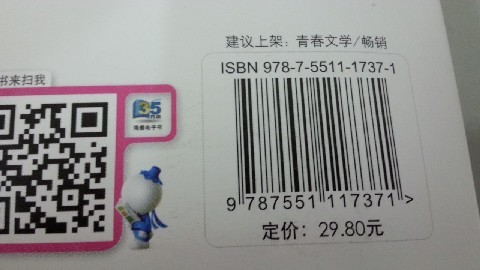 建议上架：青春文学/畅销
ISBN 978-7-5511-1737-1
9 787551 117371 >
定价：29.80元
书来扫我